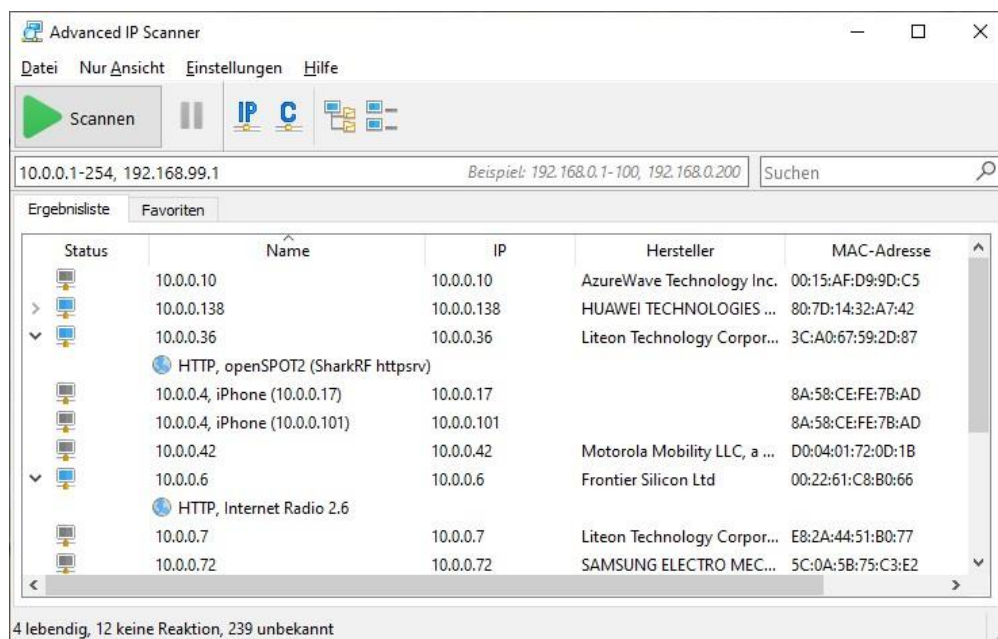 Advanced IP Scanner
Datei Nur Ansicht Einstellungen Hilfe
Scannen IP C
10.0.0.1-254, 192.168.99.1 Beispiel: 192.168.0.1-100, 192.168.0.200 Suchen
Ergebnisliste Favoriten
Status Name IP Hersteller MAC-Adresse
10.0.0.10 10.0.0.10 AzureWave Technology Inc. 00:15:AF:D9:9D:C5
10.0.0.138 10.0.0.138 HUAWEI TECHNOLOGIES ... 80:7D:14:32:A7:42
10.0.0.36 10.0.0.36 Liteon Technology Corpor... 3C:A0:67:59:2D:87
HTTP, openSPOT2 (SharkRF httpsrv)
10.0.0.4, iPhone (10.0.0.17) 10.0.0.17 8A:58:CE:FE:7B:AD
10.0.0.4, iPhone (10.0.0.101) 10.0.0.101 8A:58:CE:FE:7B:AD
10.0.0.42 10.0.0.42 Motorola Mobility LLC, a ... D0:04:01:72:0D:1B
10.0.0.6 10.0.0.6 Frontier Silicon Ltd 00:22:61:C8:B0:66
HTTP, Internet Radio 2.6
10.0.0.7 10.0.0.7 Liteon Technology Corpor... E8:2A:44:51:B0:77
10.0.0.72 10.0.0.72 SAMSUNG ELECTRO MEC... 5C:0A:5B:75:C3:E2
4 lebendig, 12 keine Reaktion, 239 unbekannt